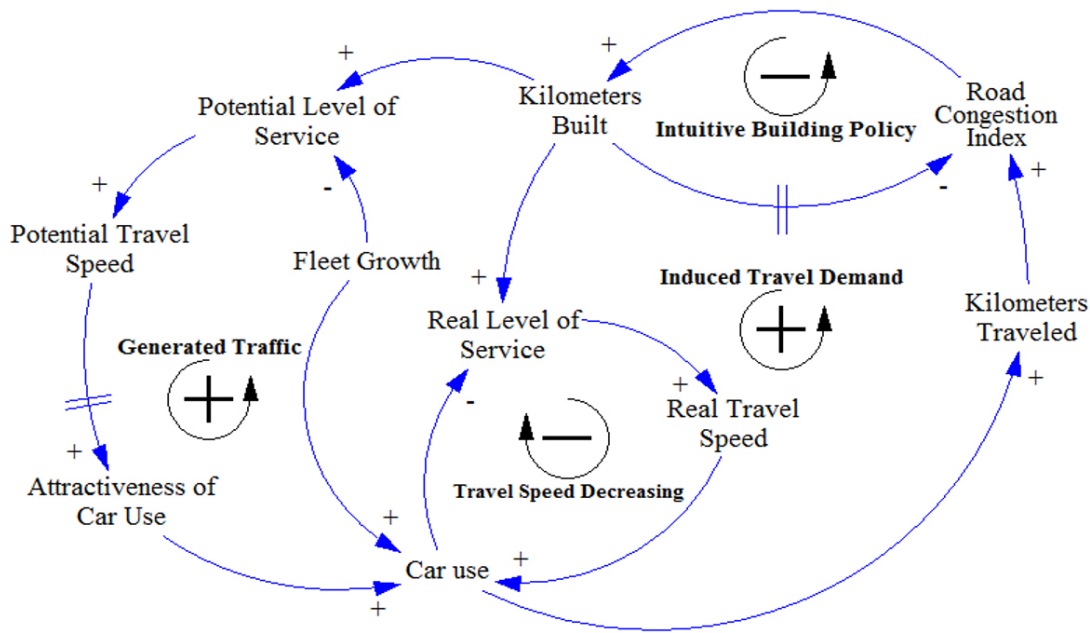 +
+
Potential Level of
Service
Kilometers
Built
−
Intuitive Building Policy
Road
Congestion
Index
+
-
-
+
Potential Travel
Speed
Fleet Growth
+
Induced Travel Demand
+
Kilometers
Traveled
Real Level of
Service
Generated Traffic
+
+
-
+
Real Travel
Speed
−
Travel Speed Decreasing
+
Attractiveness of
Car Use
+
+
Car use
+